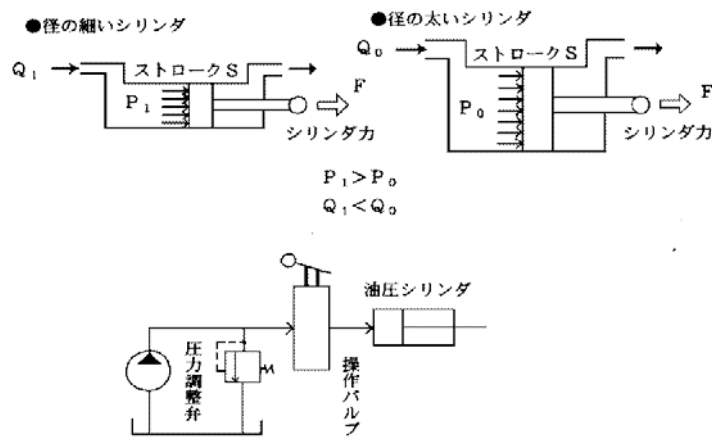 ●径の細いシリンダ
Q₁
ストロークS
P₁
F
シリンダ力
●径の太いシリンダ
Q₀
ストロークS
P₀
F
シリンダ力
P₁>P₀
Q₁<Q₀
圧力調整弁
操作バルブ
油圧シリンダ